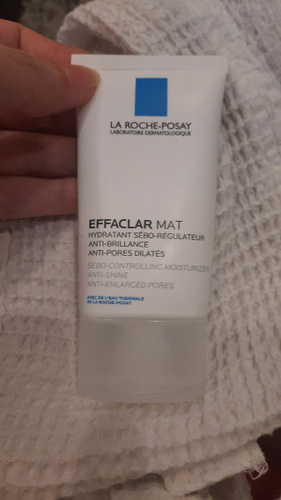 LA ROCHE-POSAY
LABORATOIRE DERMATOLOGIQUE
EFFACLAR MAT
HYDRATANT SÉBO-RÉGULATEUR
ANTI-BRILLANCE
ANTI-PORES DILATÉS
SEBO-CONTROLLING MOISTURIZER
ANTI-SHINE
ANTI-ENLARGED PORES
AVEC DE L'EAU THERMALE
DE LA ROCHE-POSAY